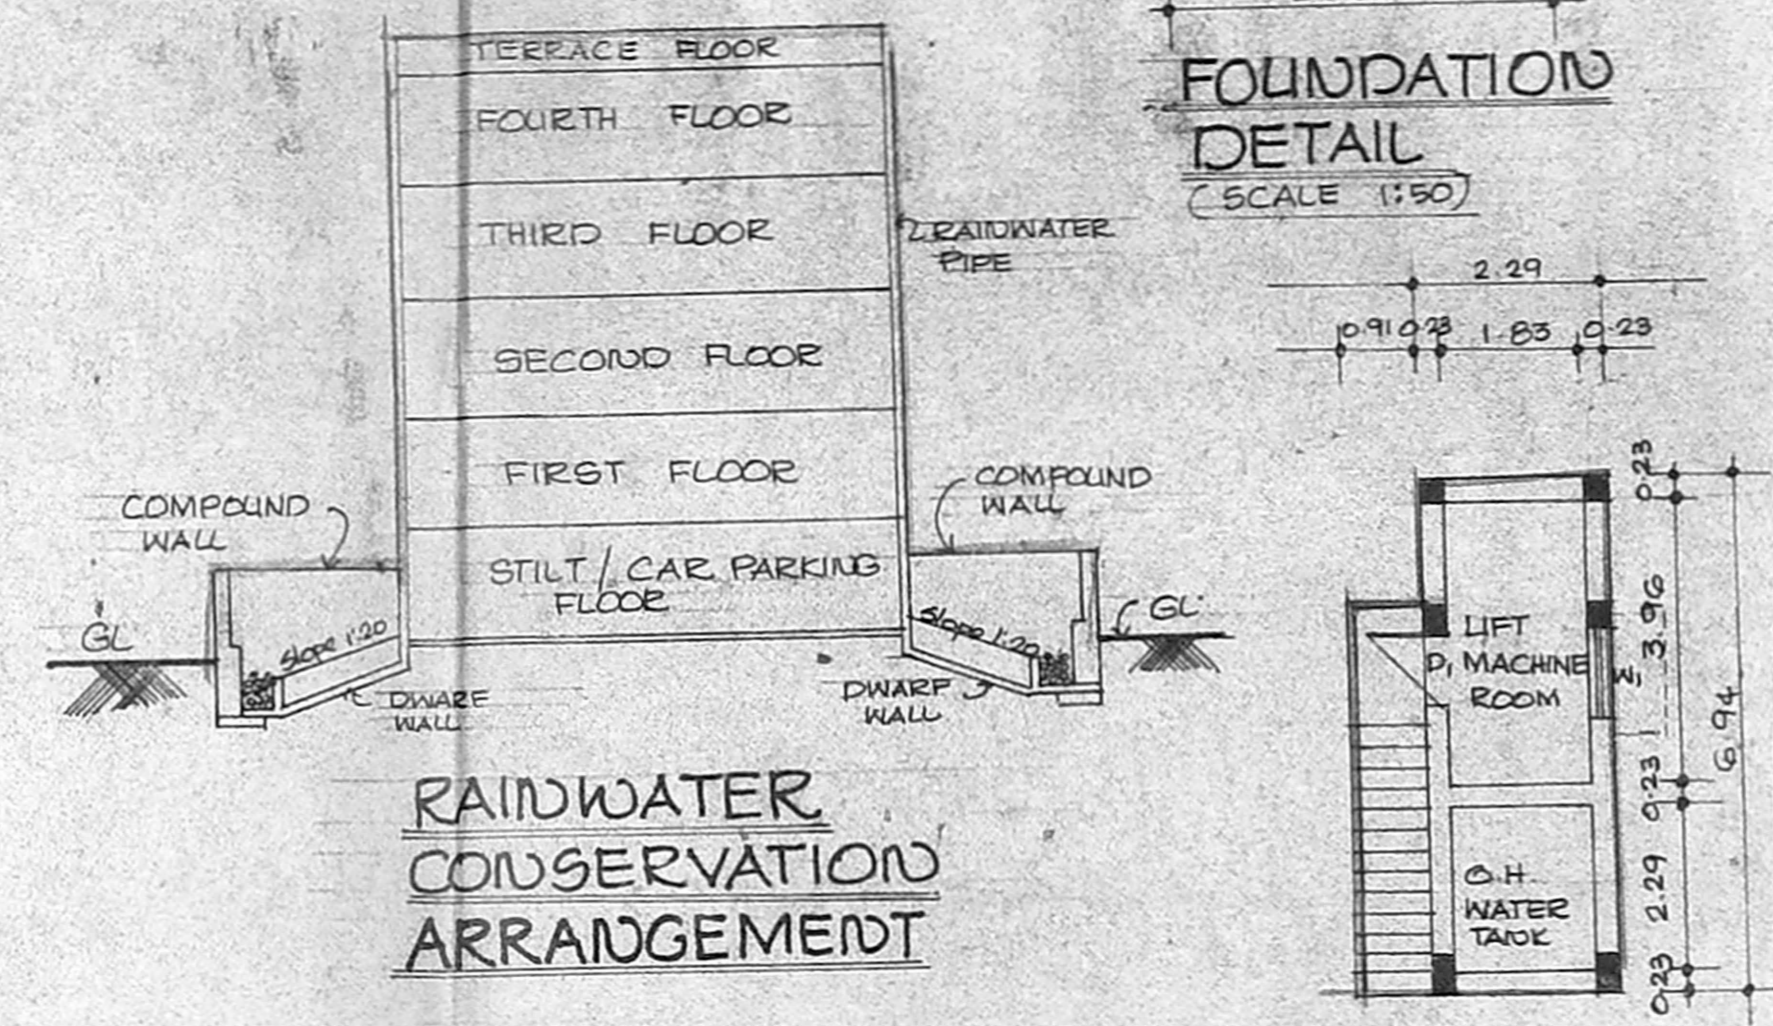 TERRACE FLOOR
FOURTH FLOOR
THIRD FLOOR
RAINWATER
PIPE
SECOND FLOOR
FIRST FLOOR
COMPOUND
WALL
COMPOUND
WALL
STILT / CAR PARKING
FLOOR
GL
GL
Slope 1:20
Slope 1:20
DWARF
WALL
DWARF
WALL
RAINWATER
CONSERVATION
ARRANGEMENT
FOUNDATION
DETAIL
(SCALE 1:50)
2.29
0.91 0.23 1.83 0.23
0.23
3.96
6.94
0.23
2.29
0.23
LIFT
D1 MACHINE W1
ROOM
O.H.
WATER
TANK